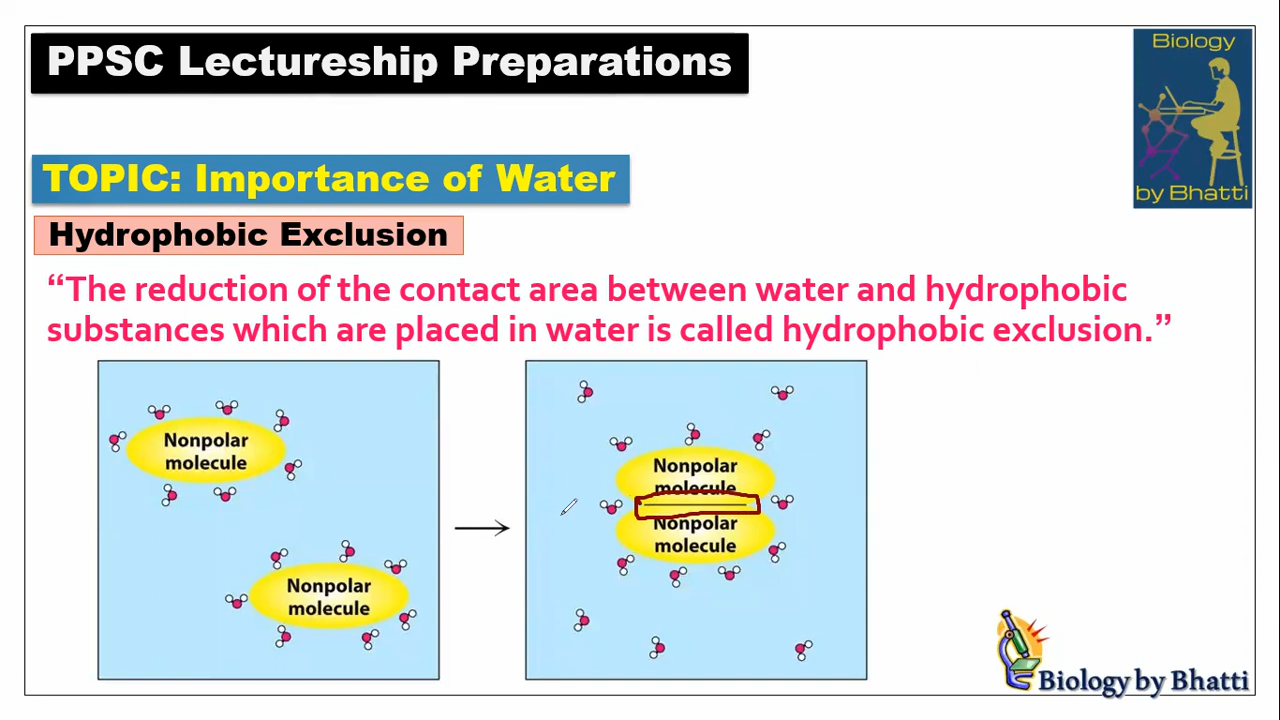 PPSC Lectureship Preparations
Biology
by Bhatti
TOPIC: Importance of Water
Hydrophobic Exclusion
“The reduction of the contact area between water and hydrophobic
substances which are placed in water is called hydrophobic exclusion.”
Nonpolar
molecule
Nonpolar
molecule
Nonpolar
molecule
Nonpolar
molecule
Biology by Bhatti